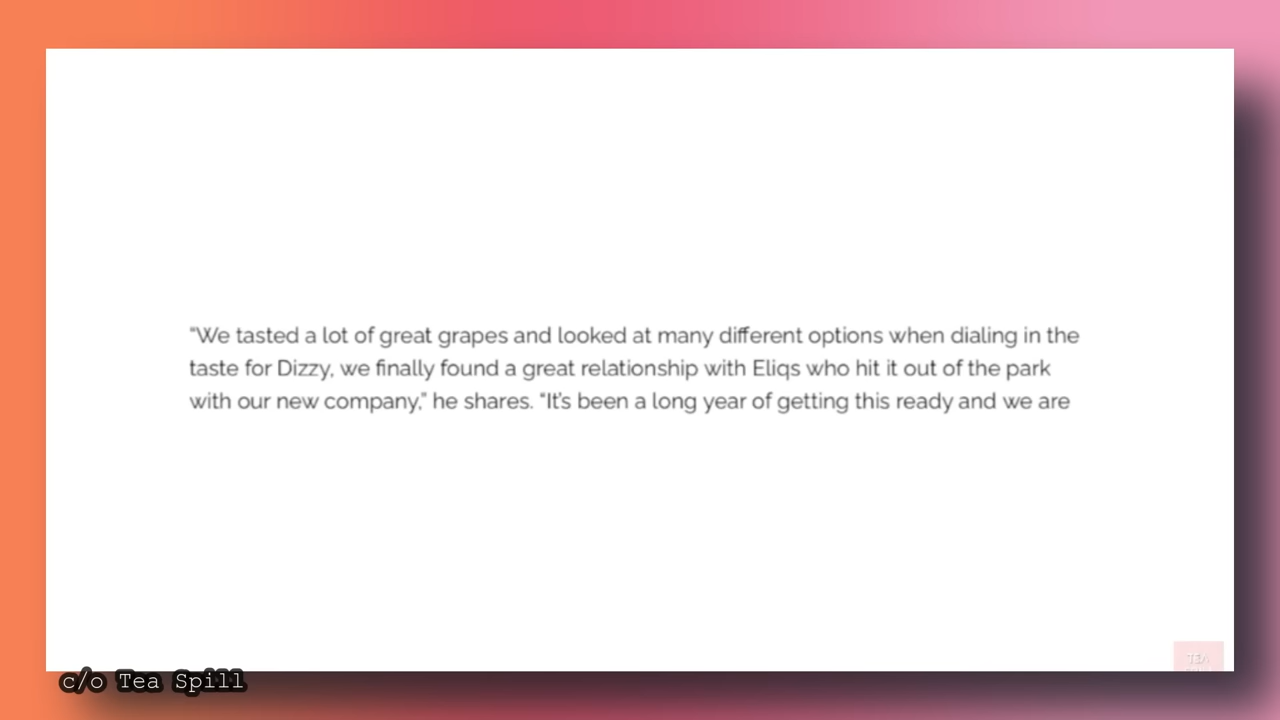 “We tasted a lot of great grapes and looked at many different options when dialing in the
taste for Dizzy, we finally found a great relationship with Eliqs who hit it out of the park
with our new company,” he shares. “It’s been a long year of getting this ready and we are
TEA
c/o Tea Spill